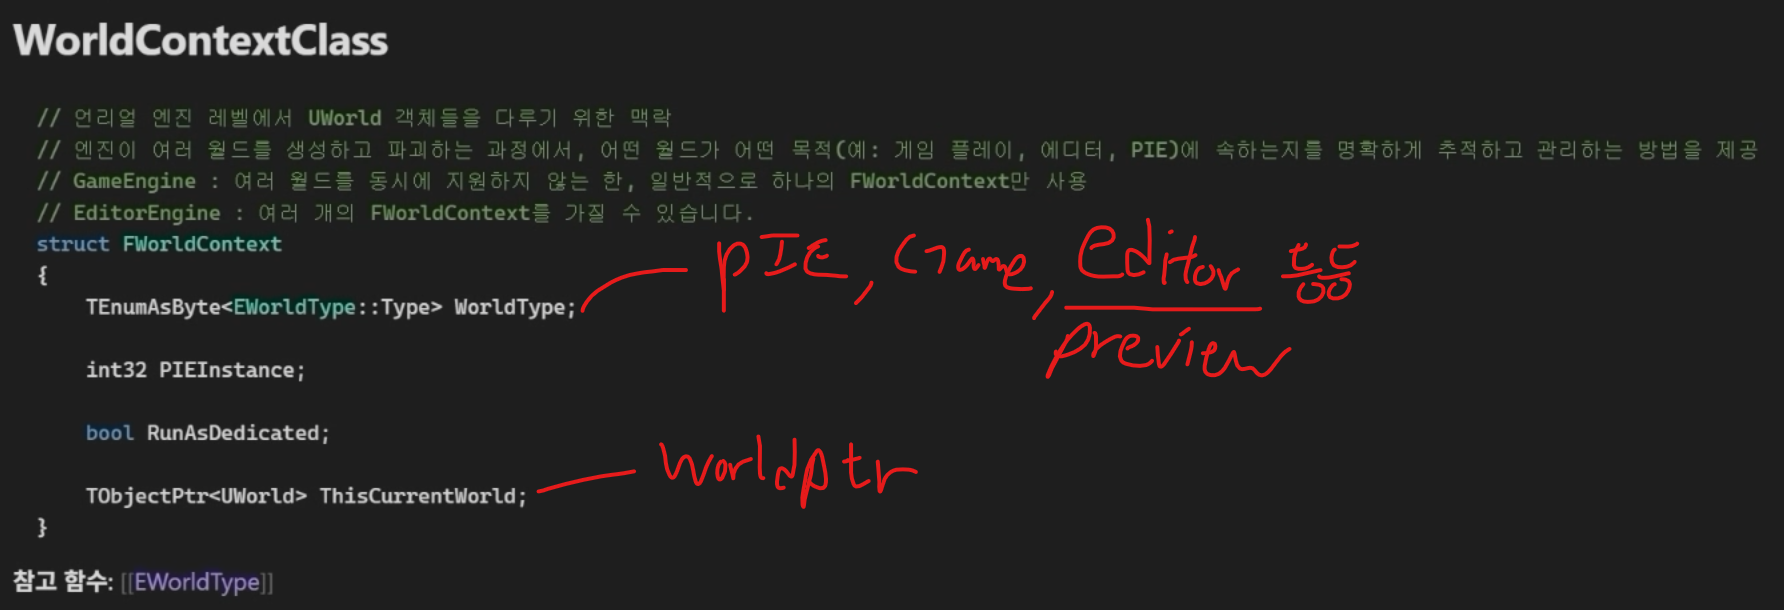 WorldContextClass
// 언리얼 엔진 레벨에서 UWorld 객체들을 다루기 위한 맥락
// 엔진이 여러 월드를 생성하고 파괴하는 과정에서, 어떤 월드가 어떤 목적(예: 게임 플레이, 에디터, PIE)에 속하는지를 명확하게 추적하고 관리하는 방법을 제공
// GameEngine : 여러 월드를 동시에 지원하지 않는 한, 일반적으로 하나의 FWorldContext만 사용
// EditorEngine : 여러 개의 FWorldContext를 가질 수 있습니다.
struct FWorldContext
{
TEnumAsByte<EWorldType::Type> WorldType;
PIE, Game, Editor 등등
preview
int32 PIEInstance;
bool RunAsDedicated;
TObjectPtr<UWorld> ThisCurrentWorld;
Worldptr
}
참고 함수: [[EWorldType]]